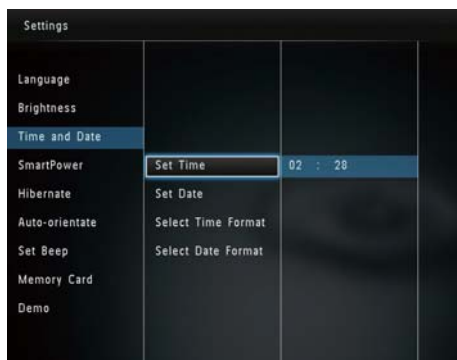 Settings
Language
Brightness
Time and Date
SmartPower
Hibernate
Auto-orientate
Set Beep
Memory Card
Demo
Set Time
Set Date
Select Time Format
Select Date Format
02 : 28